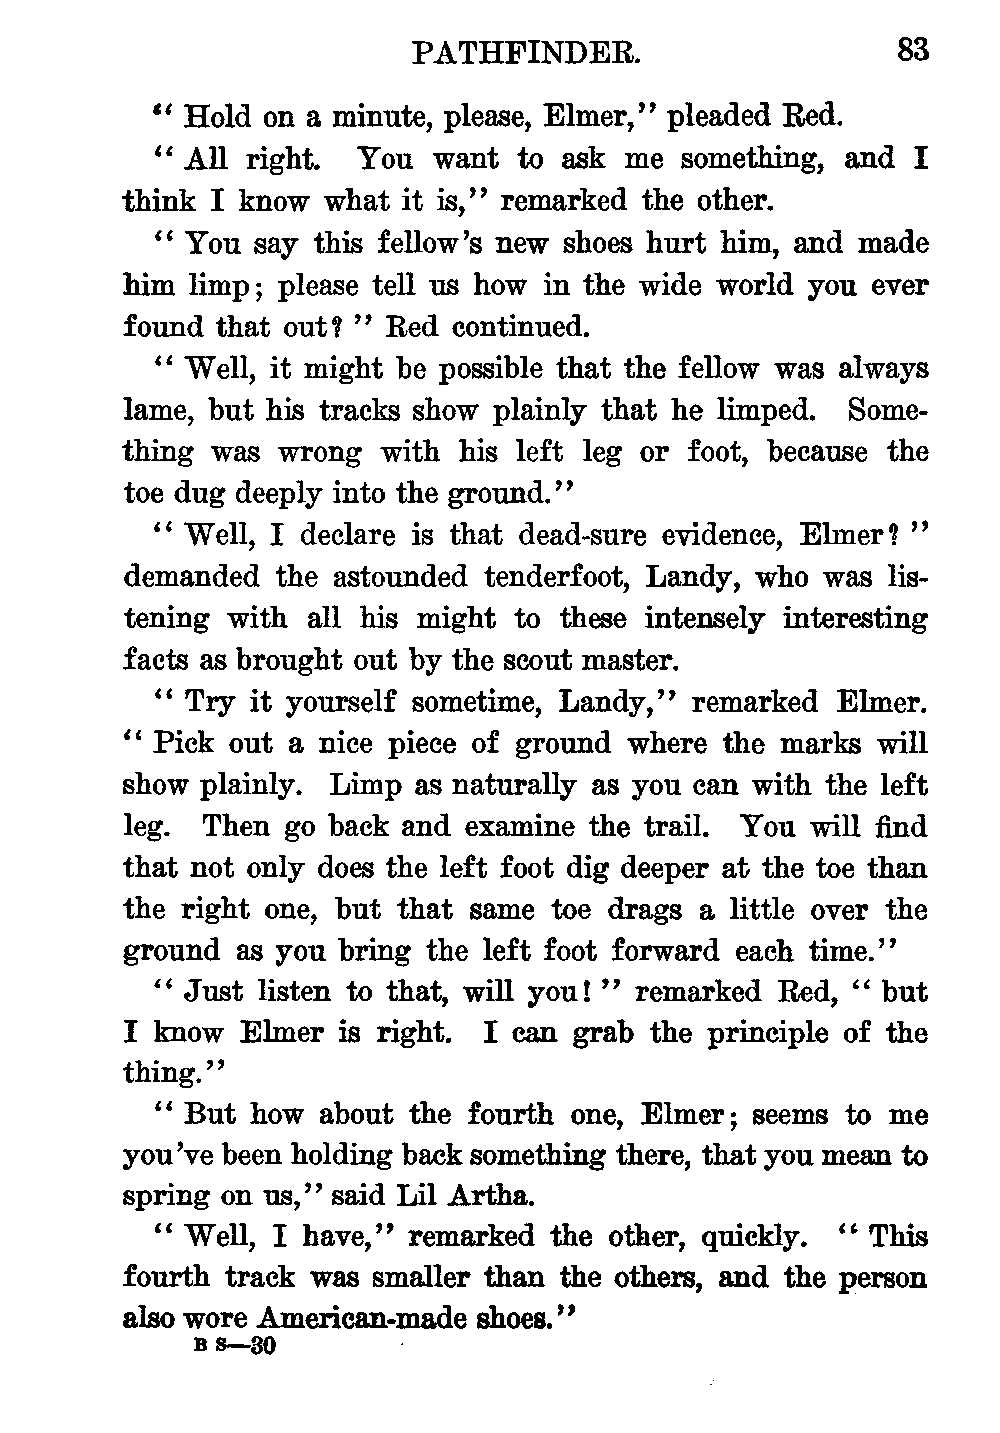 PATHFINDER. 83
“ Hold on a minute, please, Elmer,” pleaded Red.
“ All right. You want to ask me something, and I
think I know what it is,” remarked the other.
“ You say this fellow’s new shoes hurt him, and made
him limp; please tell us how in the wide world you ever
found that out? ” Red continued.
“ Well, it might be possible that the fellow was always
lame, but his tracks show plainly that he limped. Some-
thing was wrong with his left leg or foot, because the
toe dug deeply into the ground.”
“ Well, I declare is that dead-sure evidence, Elmer? ”
demanded the astounded tenderfoot, Landy, who was lis-
tening with all his might to these intensely interesting
facts as brought out by the scout master.
“ Try it yourself sometime, Landy,” remarked Elmer.
“ Pick out a nice piece of ground where the marks will
show plainly. Limp as naturally as you can with the left
leg. Then go back and examine the trail. You will find
that not only does the left foot dig deeper at the toe than
the right one, but that same toe drags a little over the
ground as you bring the left foot forward each time.”
“ Just listen to that, will you! ” remarked Red, “ but
I know Elmer is right. I can grab the principle of the
thing.”
“ But how about the fourth one, Elmer; seems to me
you’ve been holding back something there, that you mean to
spring on us,” said Lil Artha.
“ Well, I have,” remarked the other, quickly. “ This
fourth track was smaller than the others, and the person
also wore American-made shoes.”
B S—30